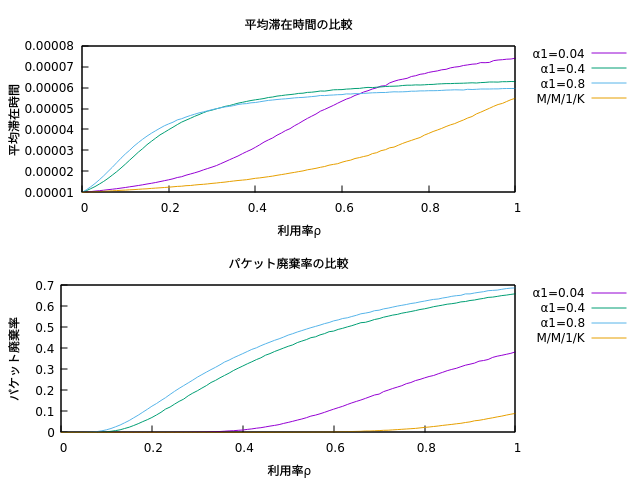 平均滞在時間の比較
0.00008
0.00007
0.00006
0.00005
0.00004
0.00003
0.00002
0.00001
平均滞在時間
0 0.2 0.4 0.6 0.8 1
利用率ρ
α1=0.04
α1=0.4
α1=0.8
M/M/1/K
パケット廃棄率の比較
0.7
0.6
0.5
0.4
0.3
0.2
0.1
0
パケット廃棄率
0 0.2 0.4 0.6 0.8 1
利用率ρ
α1=0.04
α1=0.4
α1=0.8
M/M/1/K